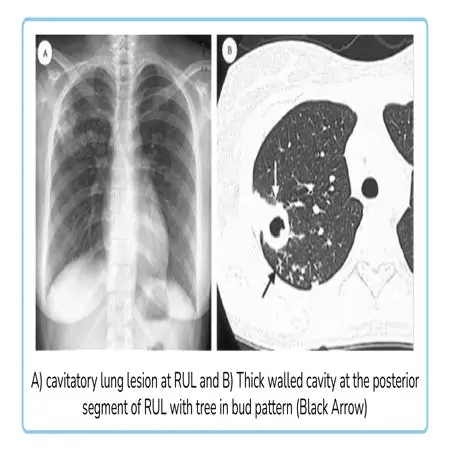 A
B
A) cavitatory lung lesion at RUL and B) Thick walled cavity at the posterior
segment of RUL with tree in bud pattern (Black Arrow)